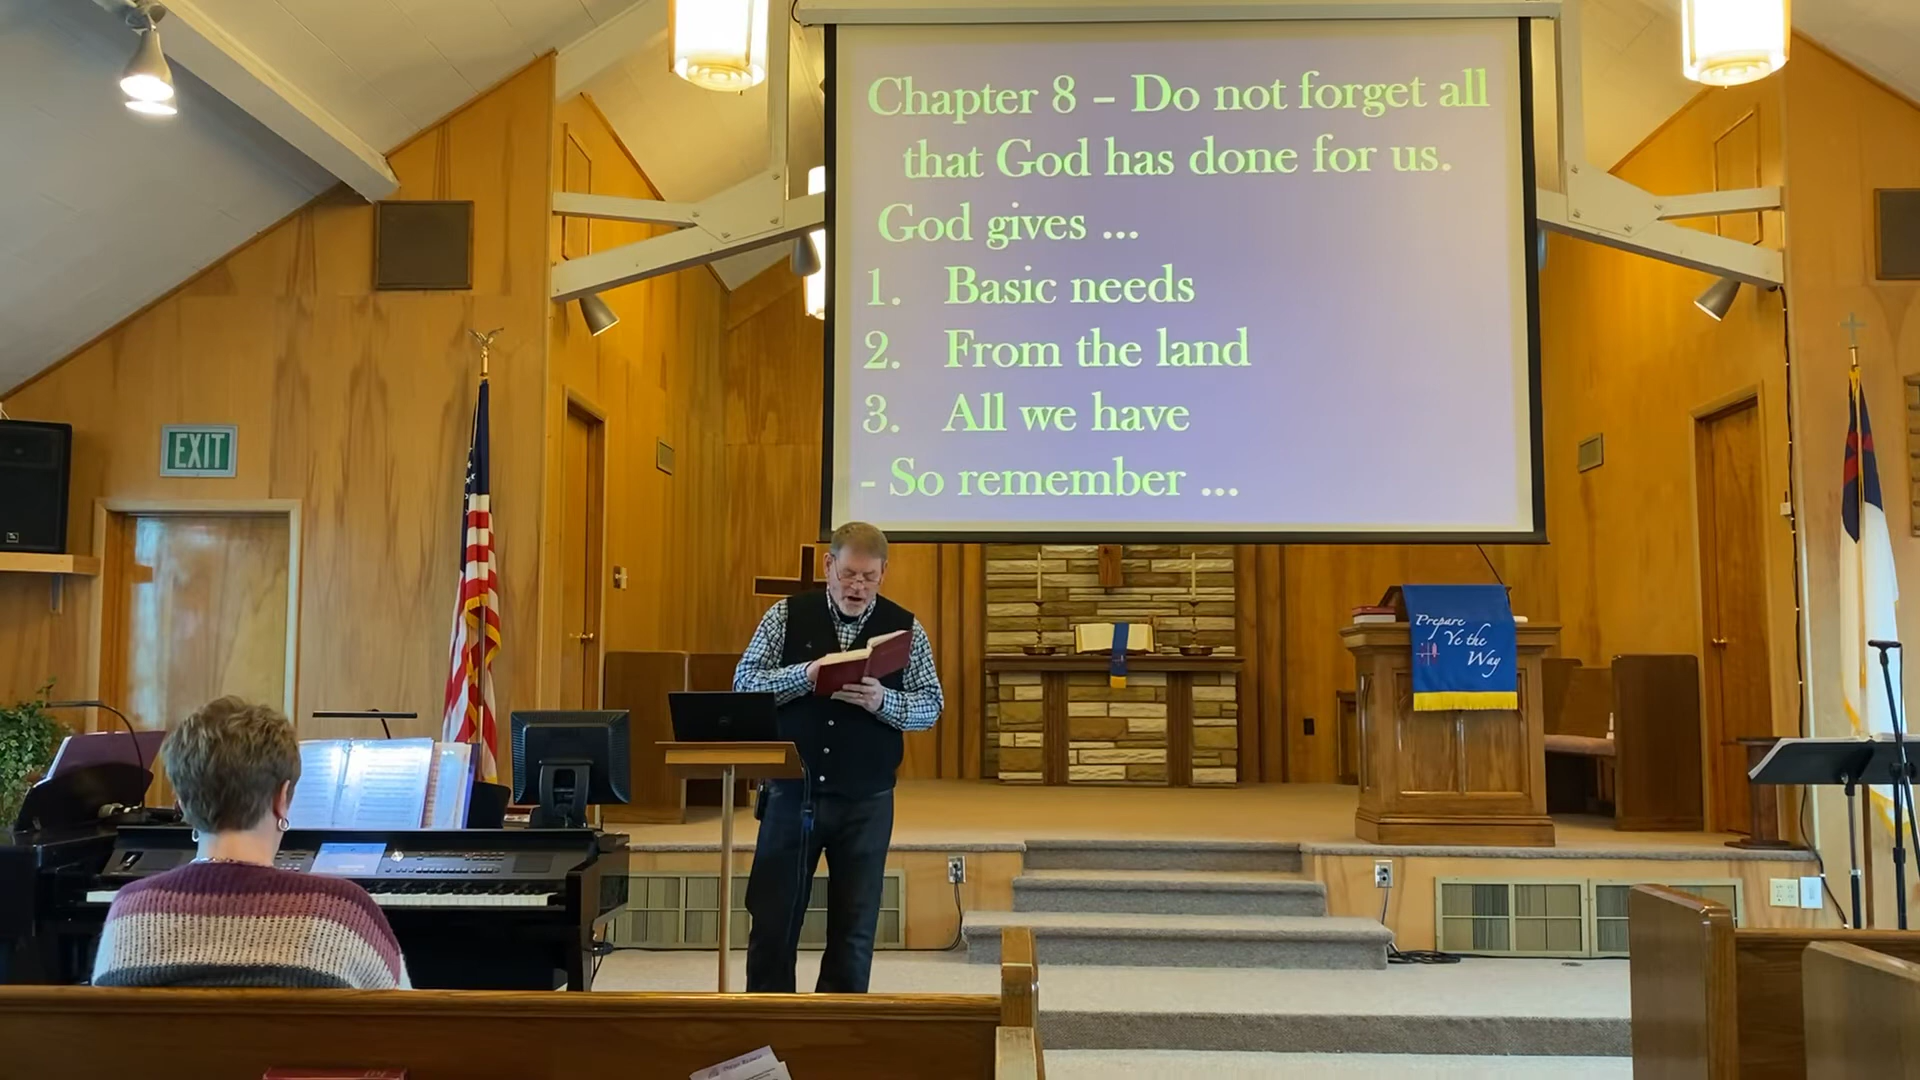 Chapter 8 – Do not forget all
that God has done for us.
God gives ...
1. Basic needs
2. From the land
3. All we have
- So remember ...
EXIT
Prepare
Ye the
Way